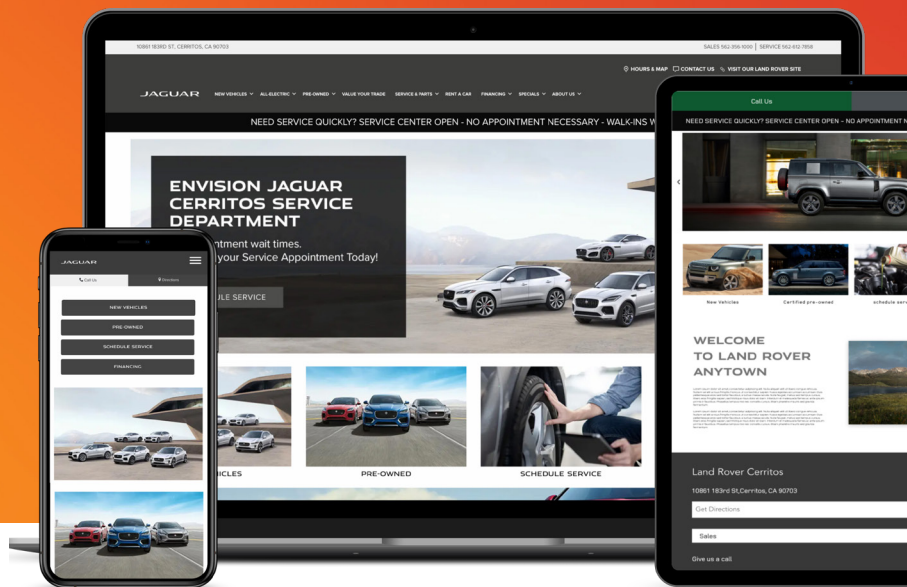 10861 183RD ST, CERRITOS, CA 90703
SALES 562-356-1000 | SERVICE 562-612-7858
HOURS & MAP CONTACT US VISIT OUR LAND ROVER SITE
JAGUAR NEW VEHICLES ALL-ELECTRIC PRE-OWNED VALUE YOUR TRADE SERVICE & PARTS RENT A CAR FINANCING SPECIALS ABOUT US
NEED SERVICE QUICKLY? SERVICE CENTER OPEN - NO APPOINTMENT NECESSARY - WALK-INS W
ENVISION JAGUAR
CERRITOS SERVICE
DEPARTMENT
ntment wait times.
your Service Appointment Today!
ULE SERVICE
ICLES
PRE-OWNED
SCHEDULE SERVICE
JAGUAR
Call Us
Directions
NEW VEHICLES
PRE-OWNED
SCHEDULE SERVICE
FINANCING
Call Us
NEED SERVICE QUICKLY? SERVICE CENTER OPEN - NO APPOINTMENT N
New Vehicles
Certified pre-owned
schedule serv
WELCOME
TO LAND ROVER
ANYTOWN
Land Rover Cerritos
10861 183rd St,Cerritos, CA 90703
Get Directions
Sales
Give us a call